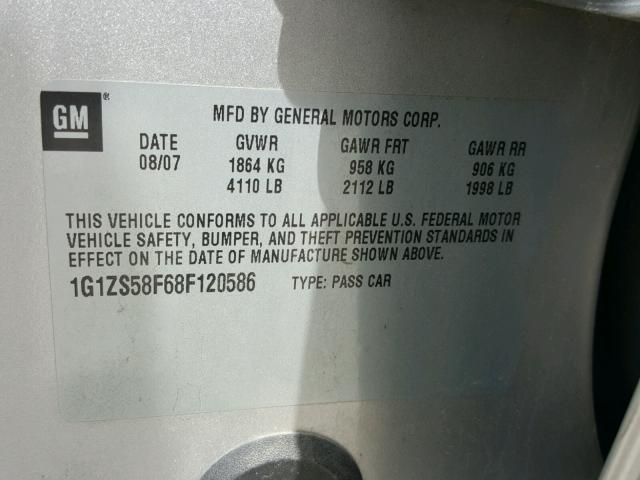 GM ®
MFD BY GENERAL MOTORS CORP.
DATE GVWR GAWR FRT GAWR RR
08/07 1864 KG 958 KG 906 KG
4110 LB 2112 LB 1998 LB
THIS VEHICLE CONFORMS TO ALL APPLICABLE U.S. FEDERAL MOTOR
VEHICLE SAFETY, BUMPER, AND THEFT PREVENTION STANDARDS IN
EFFECT ON THE DATE OF MANUFACTURE SHOWN ABOVE.
1G1ZS58F68F120586 TYPE: PASS CAR